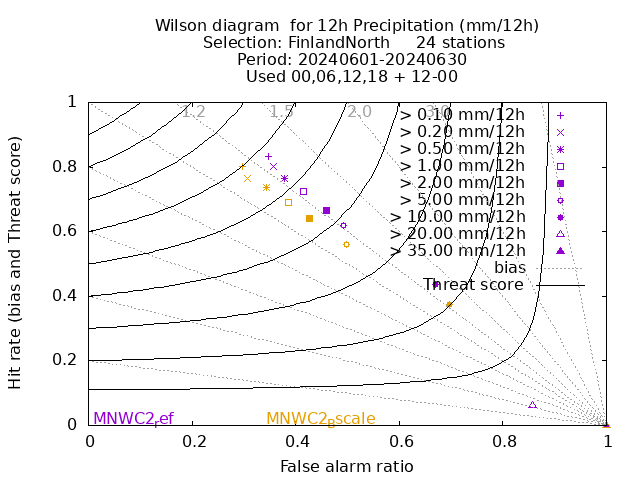 Wilson diagram  for 12h Precipitation (mm/12h)
Selection: FinlandNorth     24 stations
Period: 20240601-20240630
Used 00,06,12,18 + 12-00
1.2 1.5 2.0 3.0
> 0.10 mm/12h
> 0.20 mm/12h
> 0.50 mm/12h
> 1.00 mm/12h
> 2.00 mm/12h
> 5.00 mm/12h
> 10.00 mm/12h
> 20.00 mm/12h
> 35.00 mm/12h
bias
Threat score
Hit rate (bias and Threat score)
1
0.8
0.6
0.4
0.2
0
MNWC2ref MNWC2Bscale
0 0.2 0.4 0.6 0.8 1
False alarm ratio